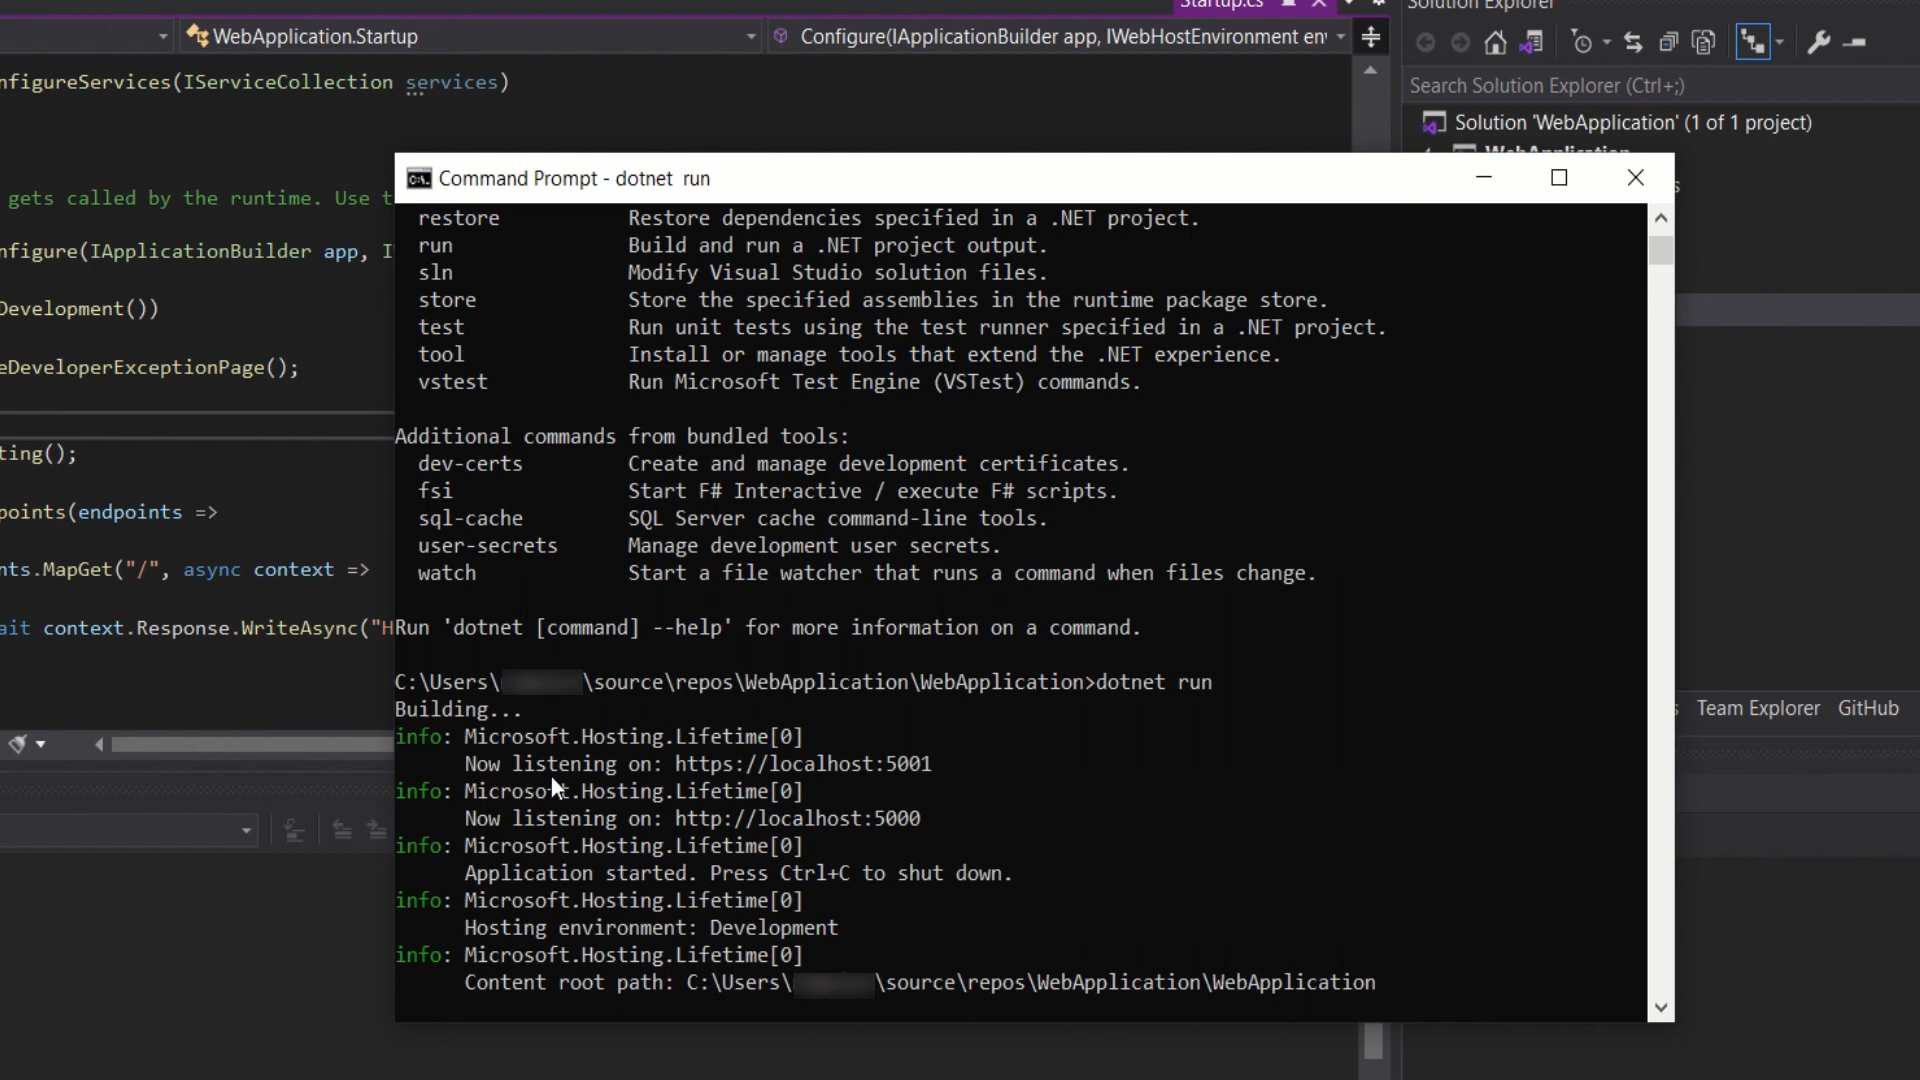 Startup.cs
Solution Explorer
WebApplication.Startup
Configure(IApplicationBuilder app, IWebHostEnvironment en
Search Solution Explorer (Ctrl+;)
Solution 'WebApplication' (1 of 1 project)
WebApplication
nfigureServices(IServiceCollection services)
gets called by the runtime. Use t
nfigure(IApplicationBuilder app, I
Development())
eDeveloperExceptionPage();
ting();
points(endpoints =>
nts.MapGet("/", async context =>
ait context.Response.WriteAsync("H
Command Prompt - dotnet  run
restore Restore dependencies specified in a .NET project.
run Build and run a .NET project output.
sln Modify Visual Studio solution files.
store Store the specified assemblies in the runtime package store.
test Run unit tests using the test runner specified in a .NET project.
tool Install or manage tools that extend the .NET experience.
vstest Run Microsoft Test Engine (VSTest) commands.
Additional commands from bundled tools:
dev-certs Create and manage development certificates.
fsi Start F# Interactive / execute F# scripts.
sql-cache SQL Server cache command-line tools.
user-secrets Manage development user secrets.
watch Start a file watcher that runs a command when files change.
Run 'dotnet [command] --help' for more information on a command.
C:\Users\ \source\repos\WebApplication\WebApplication>dotnet run
Building...
info: Microsoft.Hosting.Lifetime[0]
Now listening on: https://localhost:5001
info: Microsoft.Hosting.Lifetime[0]
Now listening on: http://localhost:5000
info: Microsoft.Hosting.Lifetime[0]
Application started. Press Ctrl+C to shut down.
info: Microsoft.Hosting.Lifetime[0]
Hosting environment: Development
info: Microsoft.Hosting.Lifetime[0]
Content root path: C:\Users\ \source\repos\WebApplication\WebApplication
Team Explorer
GitHub